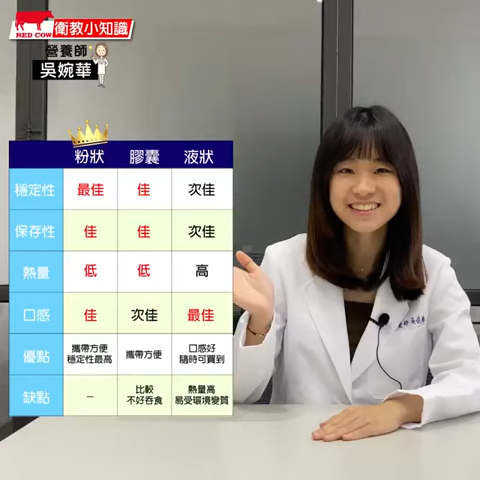 RED COW
衛教小知識
營養師
吳婉華
粉狀 膠囊 液狀
穩定性 最佳 佳 次佳
保存性 佳 佳 次佳
熱量 低 低 高
口感 佳 次佳 最佳
優點 攜帶方便 穩定性最高 攜帶方便 口感好 隨時可買到
缺點 — 比較 不好吞食 熱量高 易受環境變質